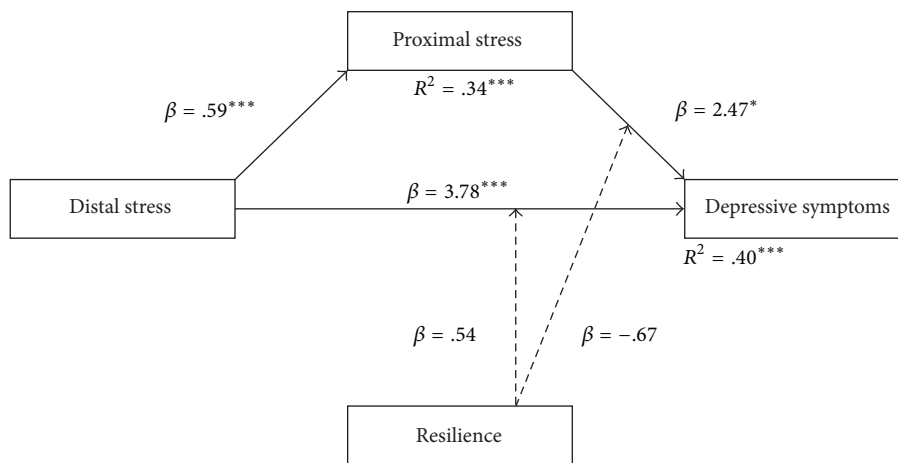 Proximal stress
R² = .34***
β = .59***
β = 2.47*
Distal stress
β = 3.78***
Depressive symptoms
R² = .40***
β = .54
β = −.67
Resilience